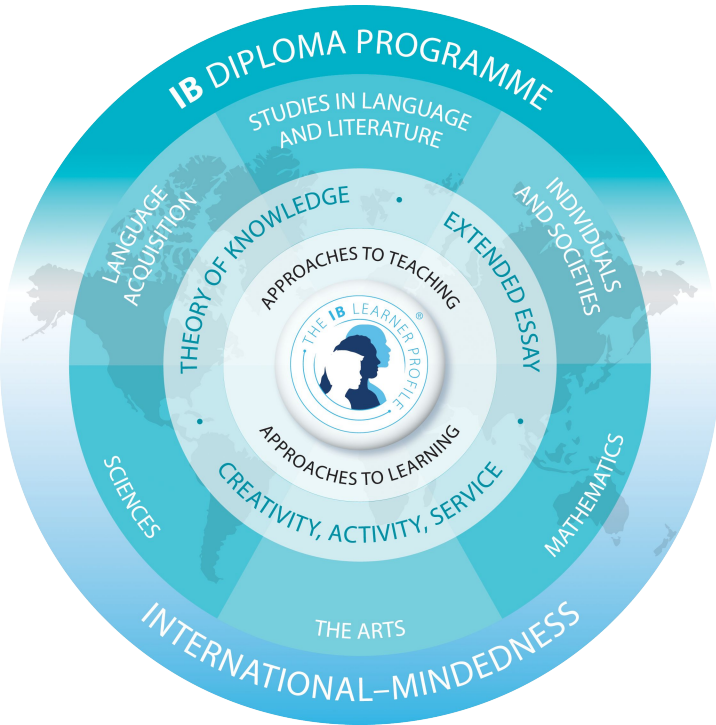 IB DIPLOMA PROGRAMME
STUDIES IN LANGUAGE
AND LITERATURE
LANGUAGE
ACQUISITION
INDIVIDUALS
AND SOCIETIES
THEORY OF KNOWLEDGE
•
EXTENDED ESSAY
•
APPROACHES TO TEACHING
THE IB LEARNER PROFILE
®
APPROACHES TO LEARNING
•
CREATIVITY, ACTIVITY, SERVICE
SCIENCES
MATHEMATICS
THE ARTS
INTERNATIONAL–MINDEDNESS